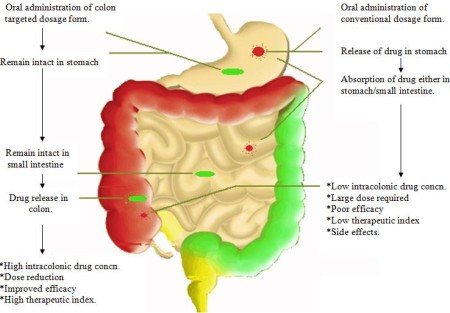 Oral administration of colon
targeted dosage form.
Remain intact in stomach
Remain intact in
small intestine
Drug release in
colon.
*High intracolonic drug concn.
*Dose reduction
*Improved efficacy
*High therapeutic index.
Oral administration of
conventional dosage form.
Release of drug in stomach
Absorption of drug either in
stomach/small intestine.
*Low intracolonic drug concn.
*Large dose required
*Poor efficacy
*Low therapeutic index
*Side effects.